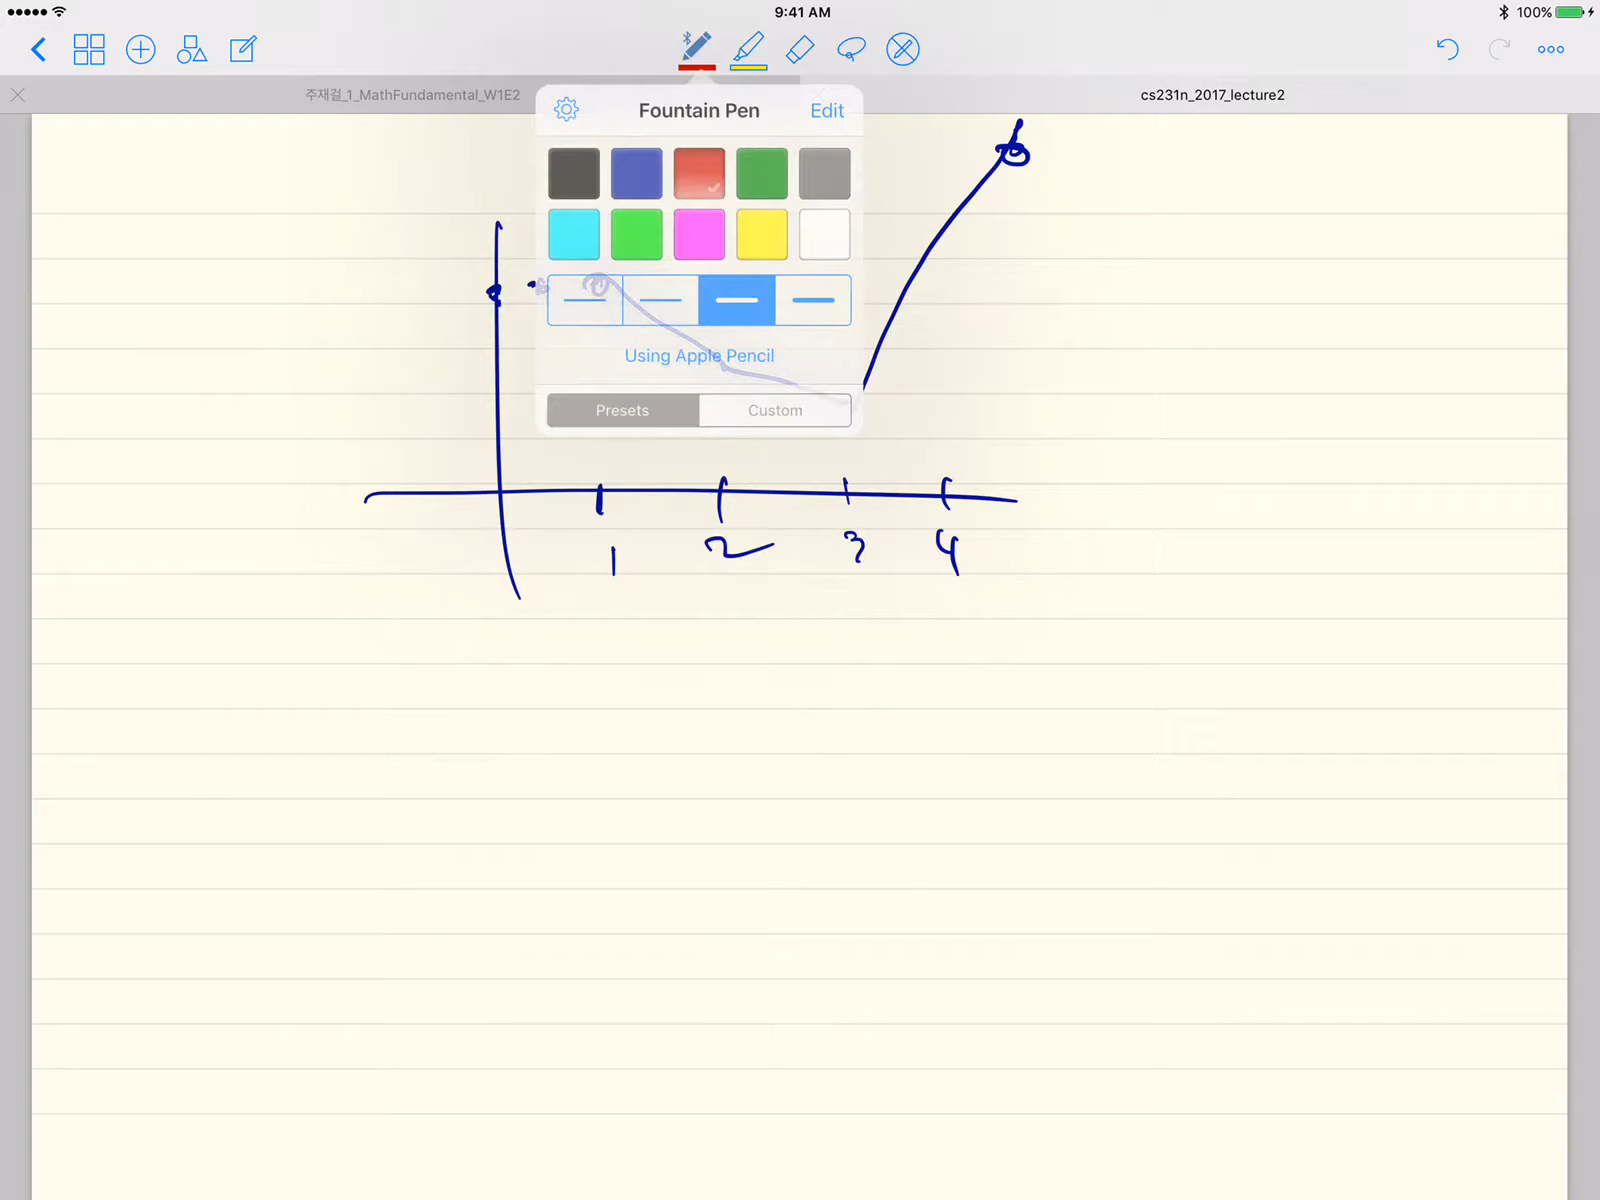 9:41 AM
100%
주재걸_1_MathFundamental_W1E2
cs231n_2017_lecture2
Fountain Pen
Edit
Using Apple Pencil
Presets
Custom
1 2 3 4